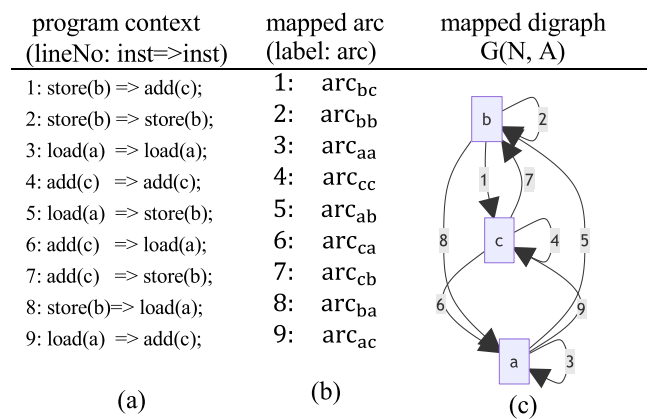 program context mapped arc mapped digraph
(lineNo: inst=>inst) (label: arc) G(N, A)
1: store(b) => add(c); 1: arc_bc
2: store(b) => store(b); 2: arc_bb
3: load(a) => load(a); 3: arc_aa
4: add(c) => add(c); 4: arc_cc
5: load(a) => store(b); 5: arc_ab
6: add(c) => load(a); 6: arc_ca
7: add(c) => store(b); 7: arc_cb
8: store(b)=> load(a); 8: arc_ba
9: load(a) => add(c); 9: arc_ac
b 2
1 7
8 c 4 5
6 9
a 3
(a) (b) (c)